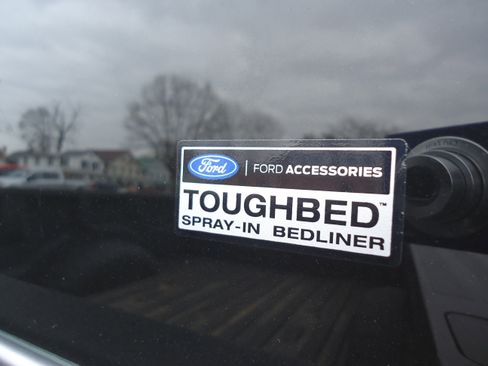 Ford | FORD ACCESSORIES
TOUGHBED™
SPRAY-IN BEDLINER